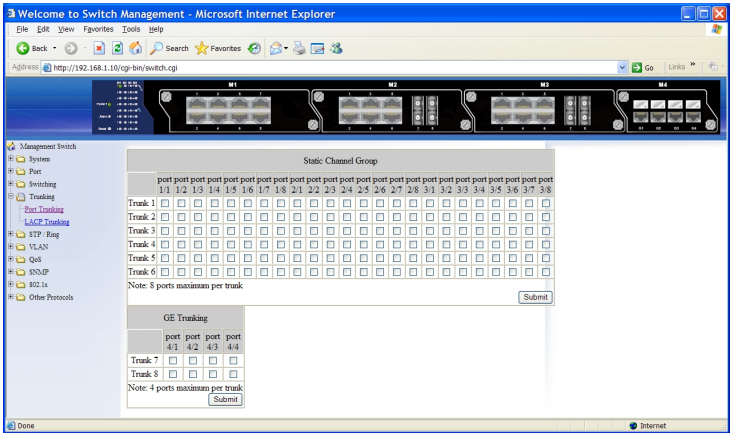 Welcome to Switch Management - Microsoft Internet Explorer
File Edit View Favorites Tools Help
Back Search Favorites
Address http://192.168.1.10/cgi-bin/switch.cgi Go Links »
M1 M2 M3 M4
Management Switch
System
Port
Switching
Trunking
Port Trunking
LACP Trunking
STP / Ring
VLAN
QoS
SNMP
802.1x
Other Protocols
Static Channel Group
port port port port port port port port port port port port port port port port port port port port port port port port
1/1 1/2 1/3 1/4 1/5 1/6 1/7 1/8 2/1 2/2 2/3 2/4 2/5 2/6 2/7 2/8 3/1 3/2 3/3 3/4 3/5 3/6 3/7 3/8
Trunk 1
Trunk 2
Trunk 3
Trunk 4
Trunk 5
Trunk 6
Note: 8 ports maximum per trunk
Submit
GE Trunking
port port port port
4/1 4/2 4/3 4/4
Trunk 7
Trunk 8
Note: 4 ports maximum per trunk
Submit
Done Internet